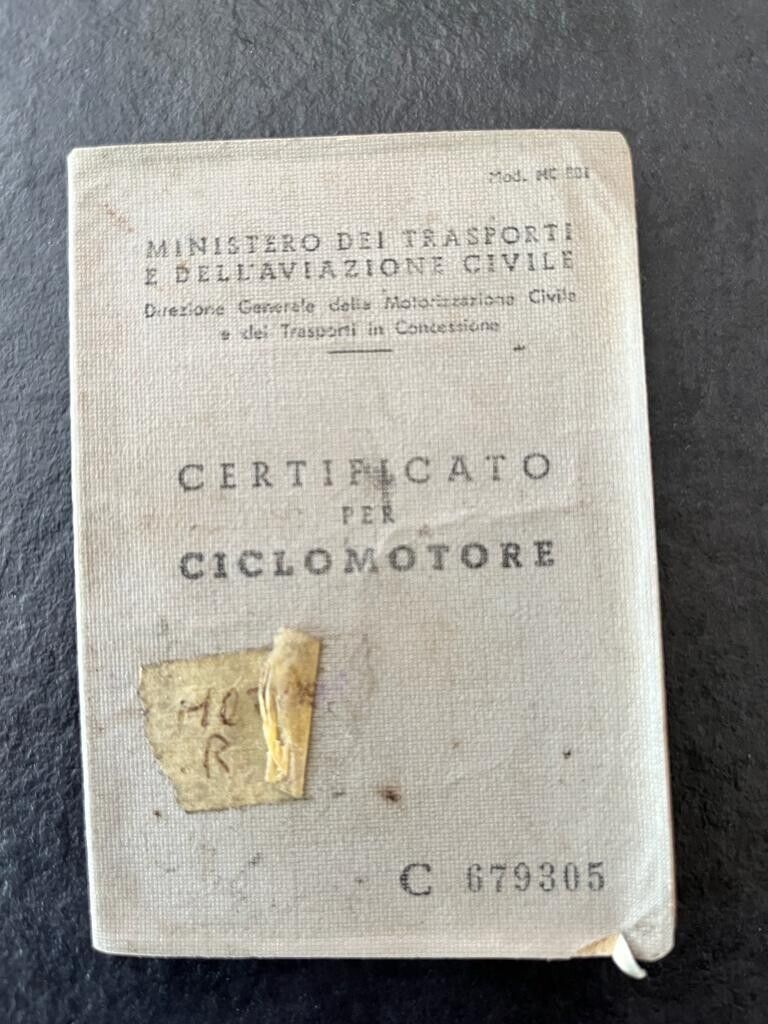 Mod. MC 801
MINISTERO DEI TRASPORTI
E DELL'AVIAZIONE CIVILE
Direzione Generale della Motorizzazione Civile
e dei Trasporti in Concessione
CERTIFICATO
PER
CICLOMOTORE
R
C 679305